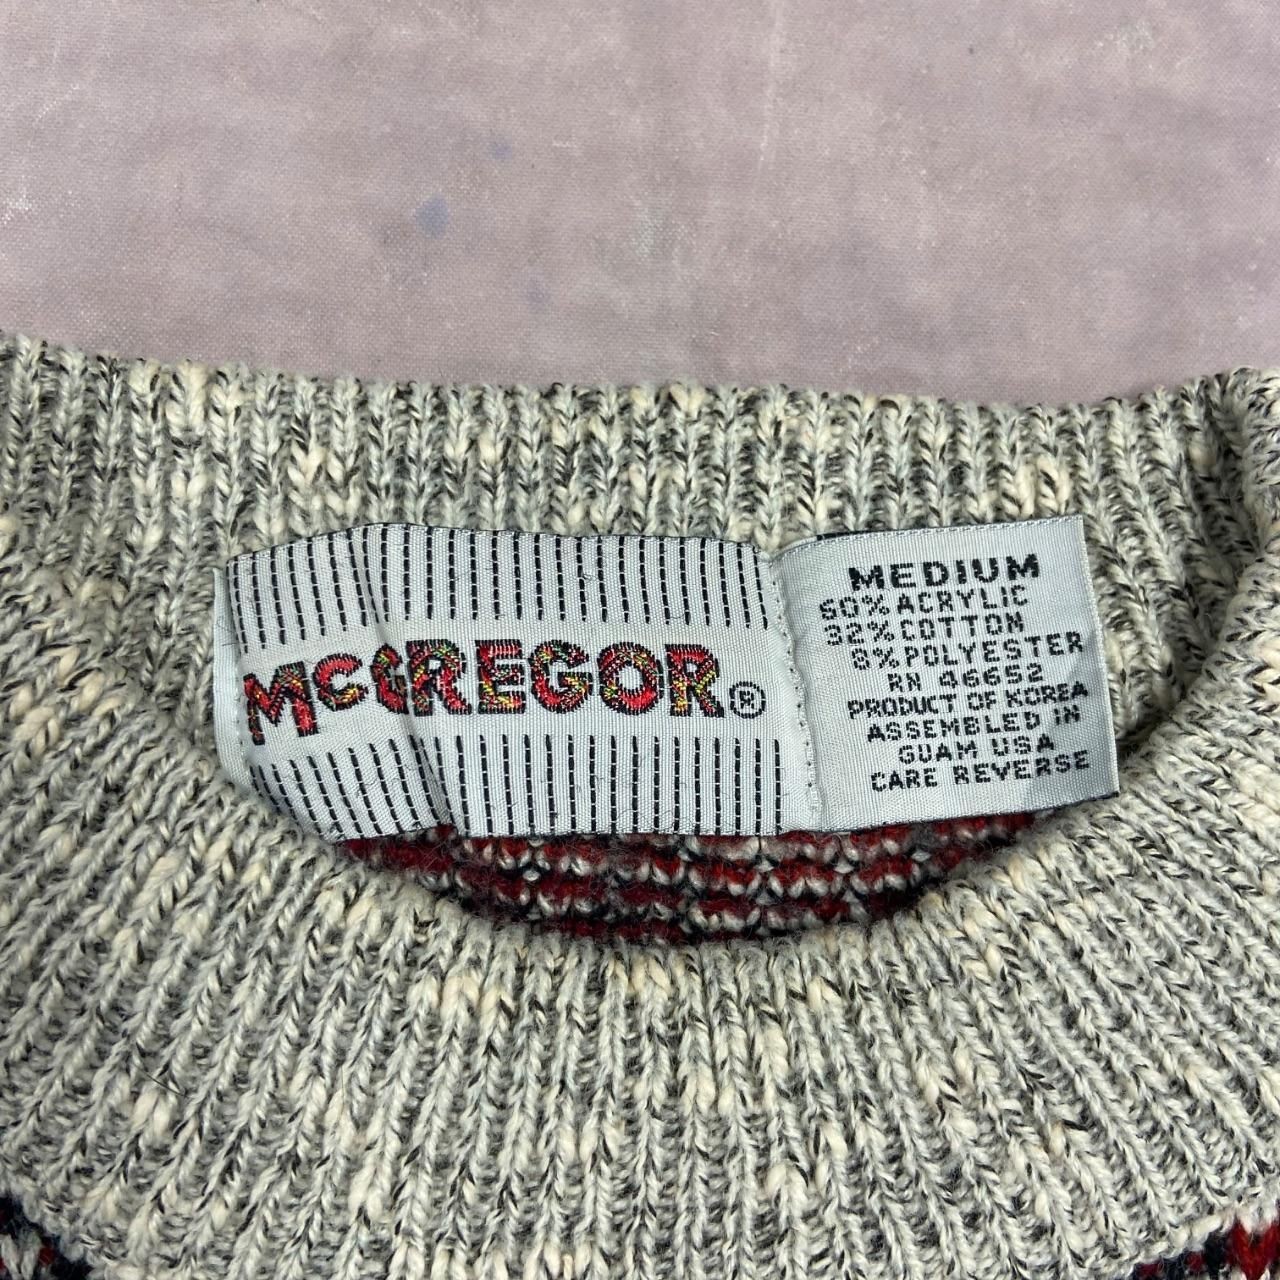 McGREGOR®
MEDIUM
60% ACRYLIC
32% COTTON
8% POLYESTER
RN 46652
PRODUCT OF KOREA
ASSEMBLED IN
GUAM USA
CARE REVERSE